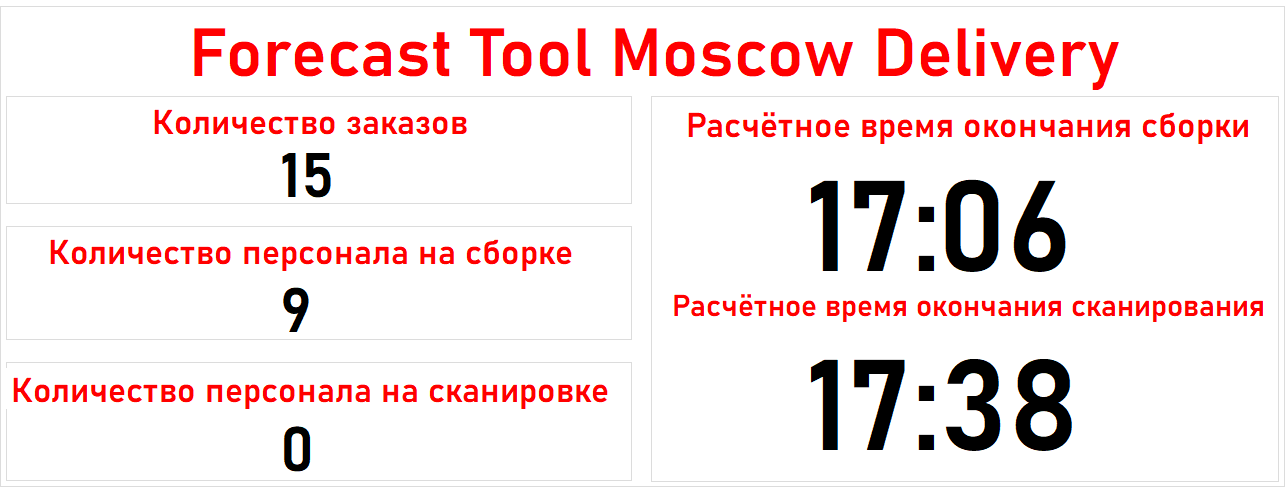 Forecast Tool Moscow Delivery
Количество заказов
15
Количество персонала на сборке
9
Количество персонала на сканировке
0
Расчётное время окончания сборки
17:06
Расчётное время окончания сканирования
17:38